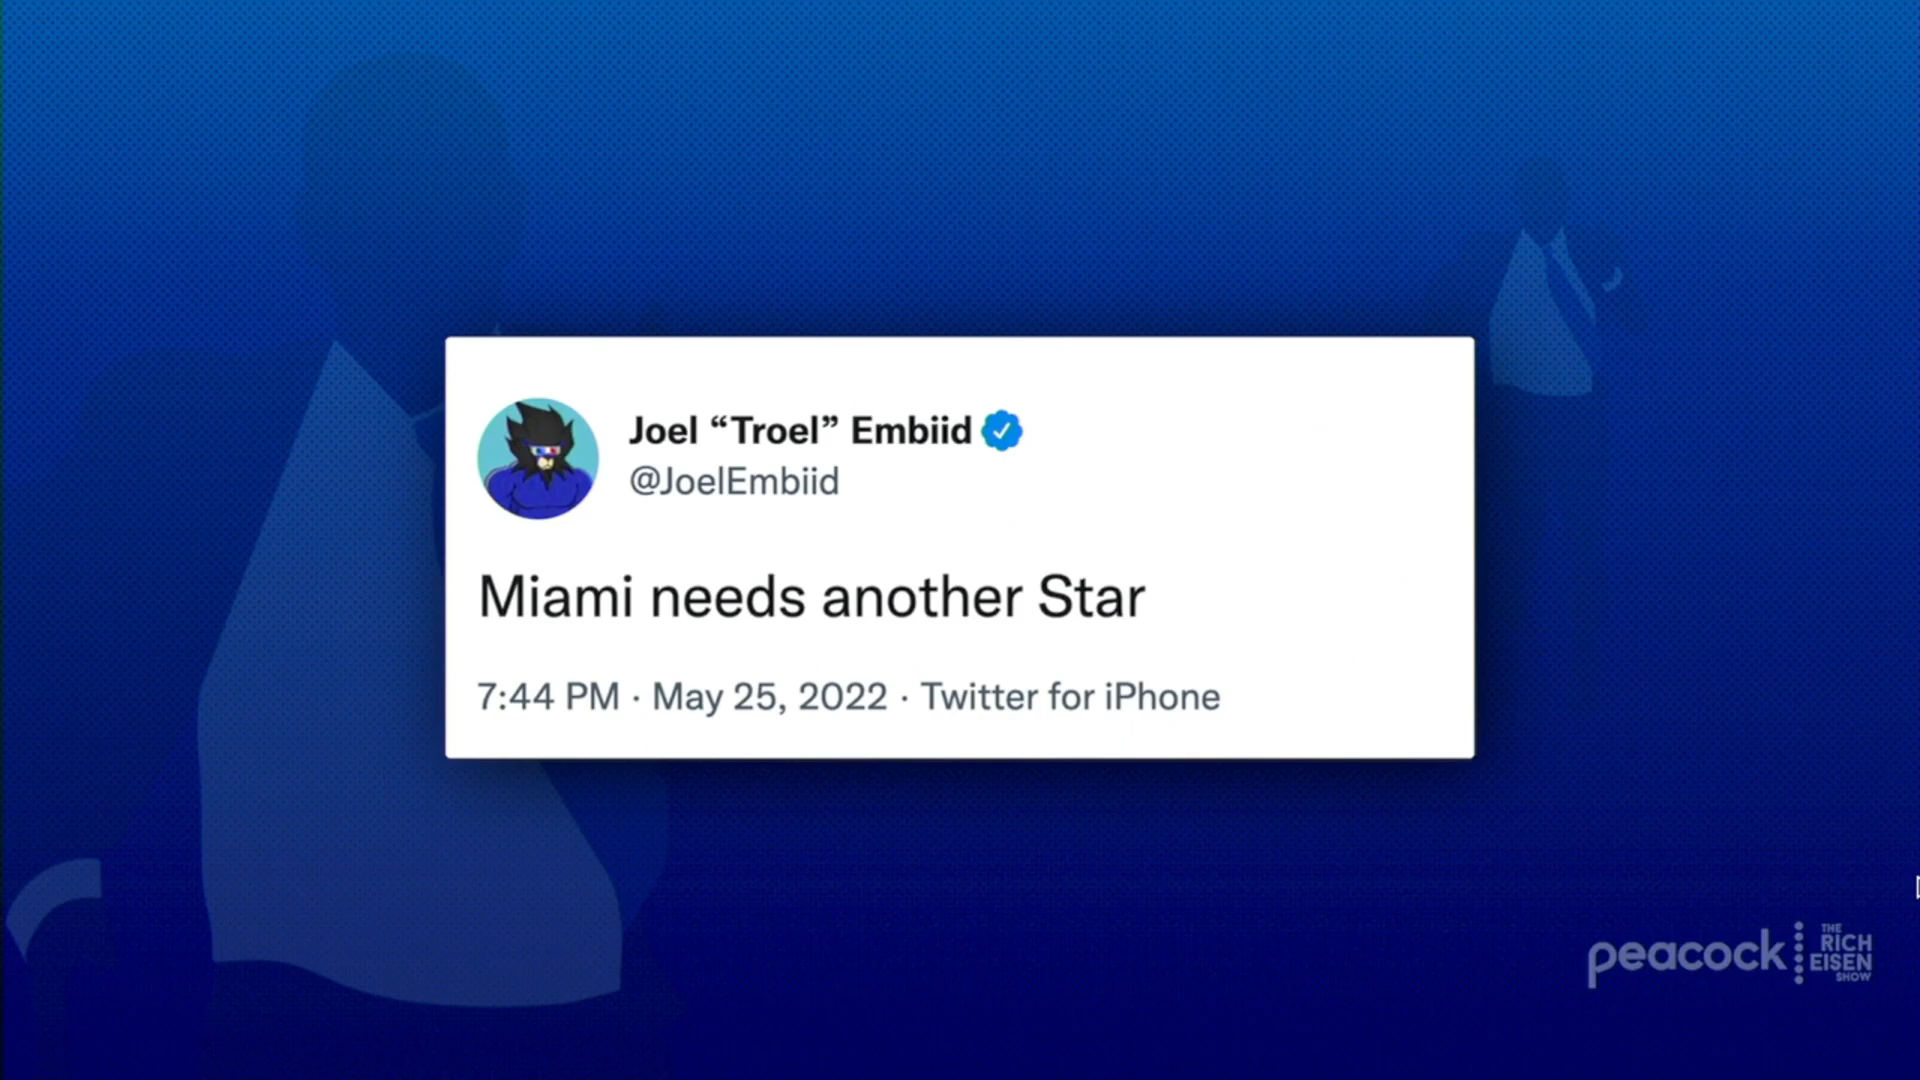 Joel “Troel” Embiid
@JoelEmbiid
Miami needs another Star
7:44 PM · May 25, 2022 · Twitter for iPhone
peacock
THE
RICH
EISEN
SHOW